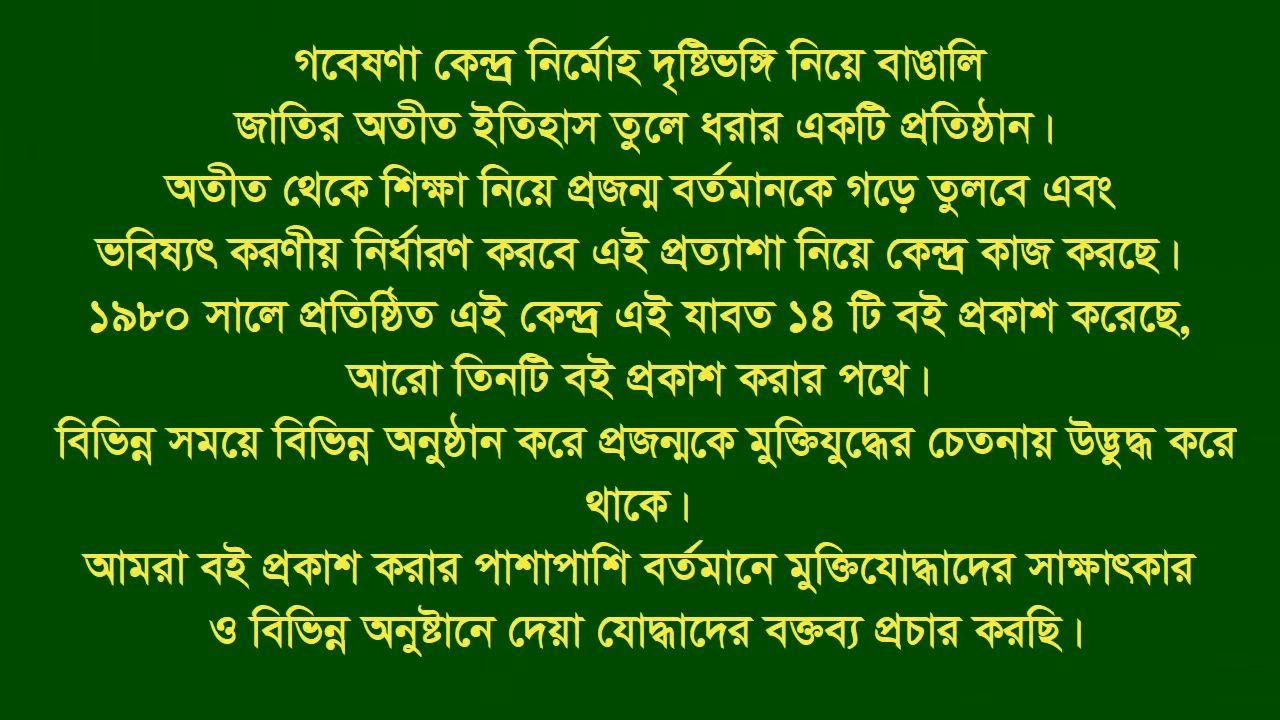 গবেষণা কেন্দ্র নির্মোহ দৃষ্টিভঙ্গি নিয়ে বাঙালি
জাতির অতীত ইতিহাস তুলে ধরার একটি প্রতিষ্ঠান।
অতীত থেকে শিক্ষা নিয়ে প্রজন্ম বর্তমানকে গড়ে তুলবে এবং
ভবিষ্যৎ করণীয় নির্ধারণ করবে এই প্রত্যাশা নিয়ে কেন্দ্র কাজ করছে।
১৯৮০ সালে প্রতিষ্ঠিত এই কেন্দ্র এই যাবত ১৪ টি বই প্রকাশ করেছে,
আরো তিনটি বই প্রকাশ করার পথে।
বিভিন্ন সময়ে বিভিন্ন অনুষ্ঠান করে প্রজন্মকে মুক্তিযুদ্ধের চেতনায় উদ্ভুদ্ধ করে
থাকে।
আমরা বই প্রকাশ করার পাশাপাশি বর্তমানে মুক্তিযোদ্ধাদের সাক্ষাৎকার
ও বিভিন্ন অনুষ্টানে দেয়া যোদ্ধাদের বক্তব্য প্রচার করছি।